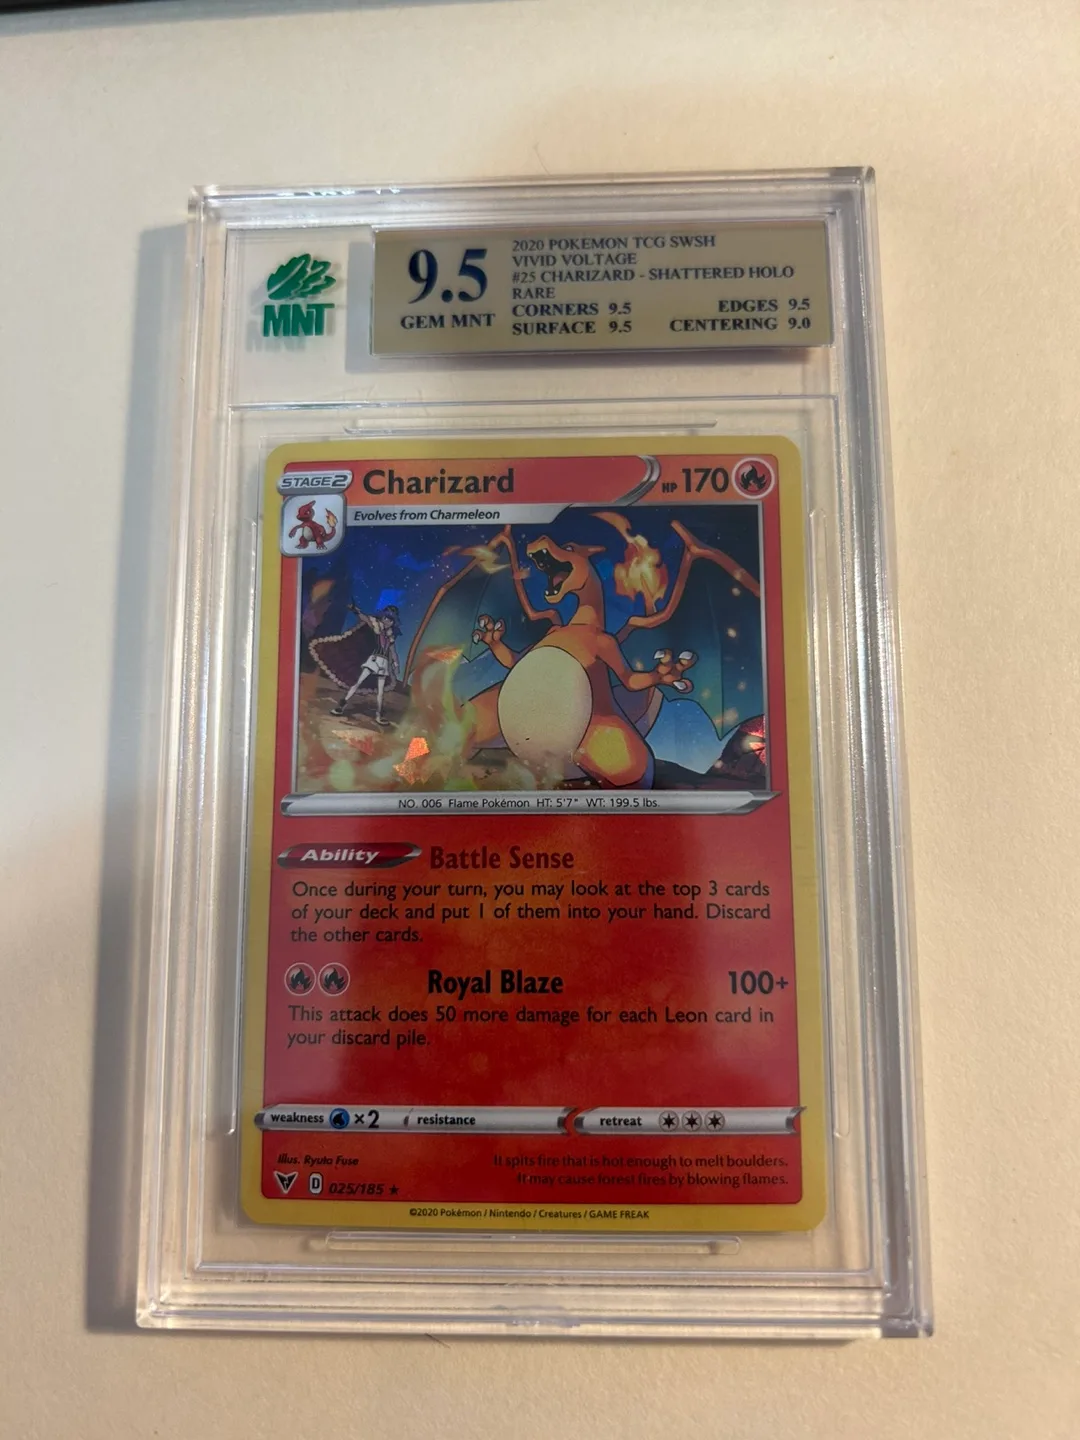 MNT
9.5
GEM MNT
2020 POKEMON TCG SWSH
VIVID VOLTAGE
#25 CHARIZARD - SHATTERED HOLO
RARE
CORNERS 9.5 EDGES 9.5
SURFACE 9.5 CENTERING 9.0
STAGE 2 Charizard HP 170
Evolves from Charmeleon
NO. 006 Flame Pokémon HT: 5'7" WT: 199.5 lbs.
Ability Battle Sense
Once during your turn, you may look at the top 3 cards
of your deck and put 1 of them into your hand. Discard
the other cards.
Royal Blaze 100+
This attack does 50 more damage for each Leon card in
your discard pile.
weakness ×2 resistance retreat
Illus. Ryuta Fuse
It spits fire that is hot enough to melt boulders.
It may cause forest fires by blowing flames.
D 025/185 ★
©2020 Pokémon / Nintendo / Creatures / GAME FREAK